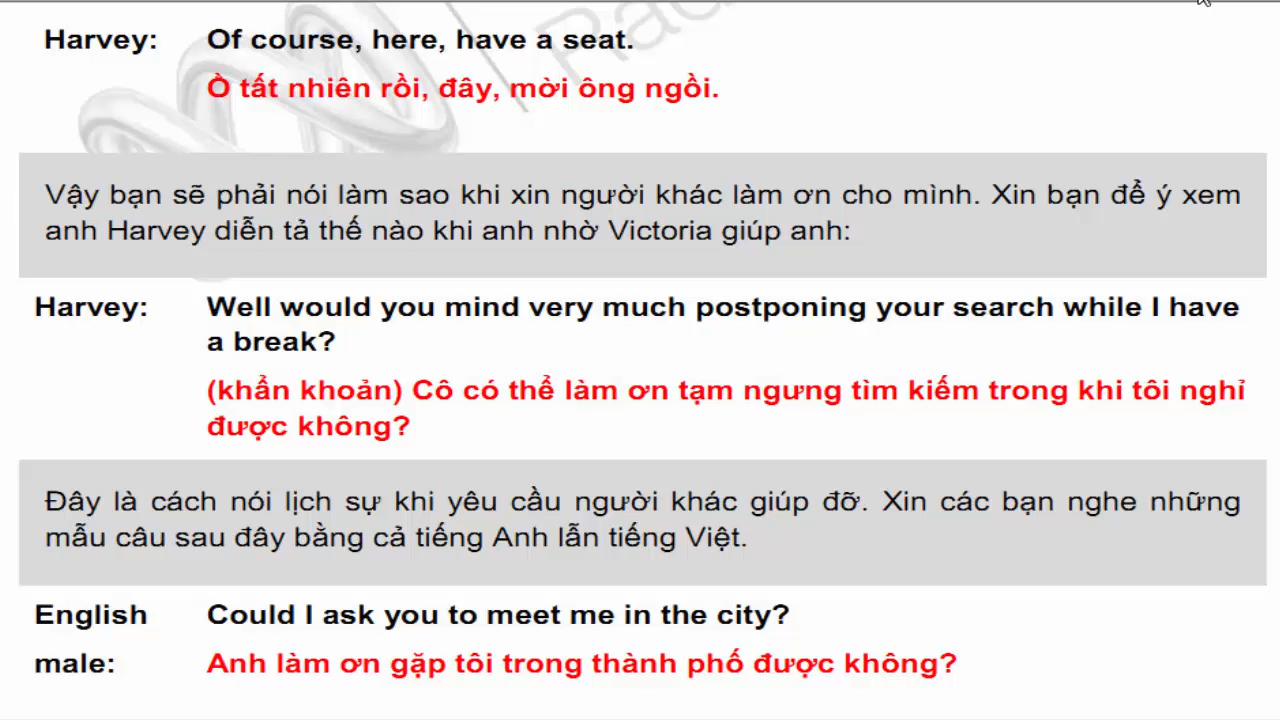 Harvey: Of course, here, have a seat.
Ồ tất nhiên rồi, đây, mời ông ngồi.
Vậy bạn sẽ phải nói làm sao khi xin người khác làm ơn cho mình. Xin bạn để ý xem
anh Harvey diễn tả thế nào khi anh nhờ Victoria giúp anh:
Harvey: Well would you mind very much postponing your search while I have
a break?
(khẩn khoản) Cô có thể làm ơn tạm ngưng tìm kiếm trong khi tôi nghỉ
được không?
Đây là cách nói lịch sự khi yêu cầu người khác giúp đỡ. Xin các bạn nghe những
mẫu câu sau đây bằng cả tiếng Anh lẫn tiếng Việt.
English Could I ask you to meet me in the city?
male: Anh làm ơn gặp tôi trong thành phố được không?